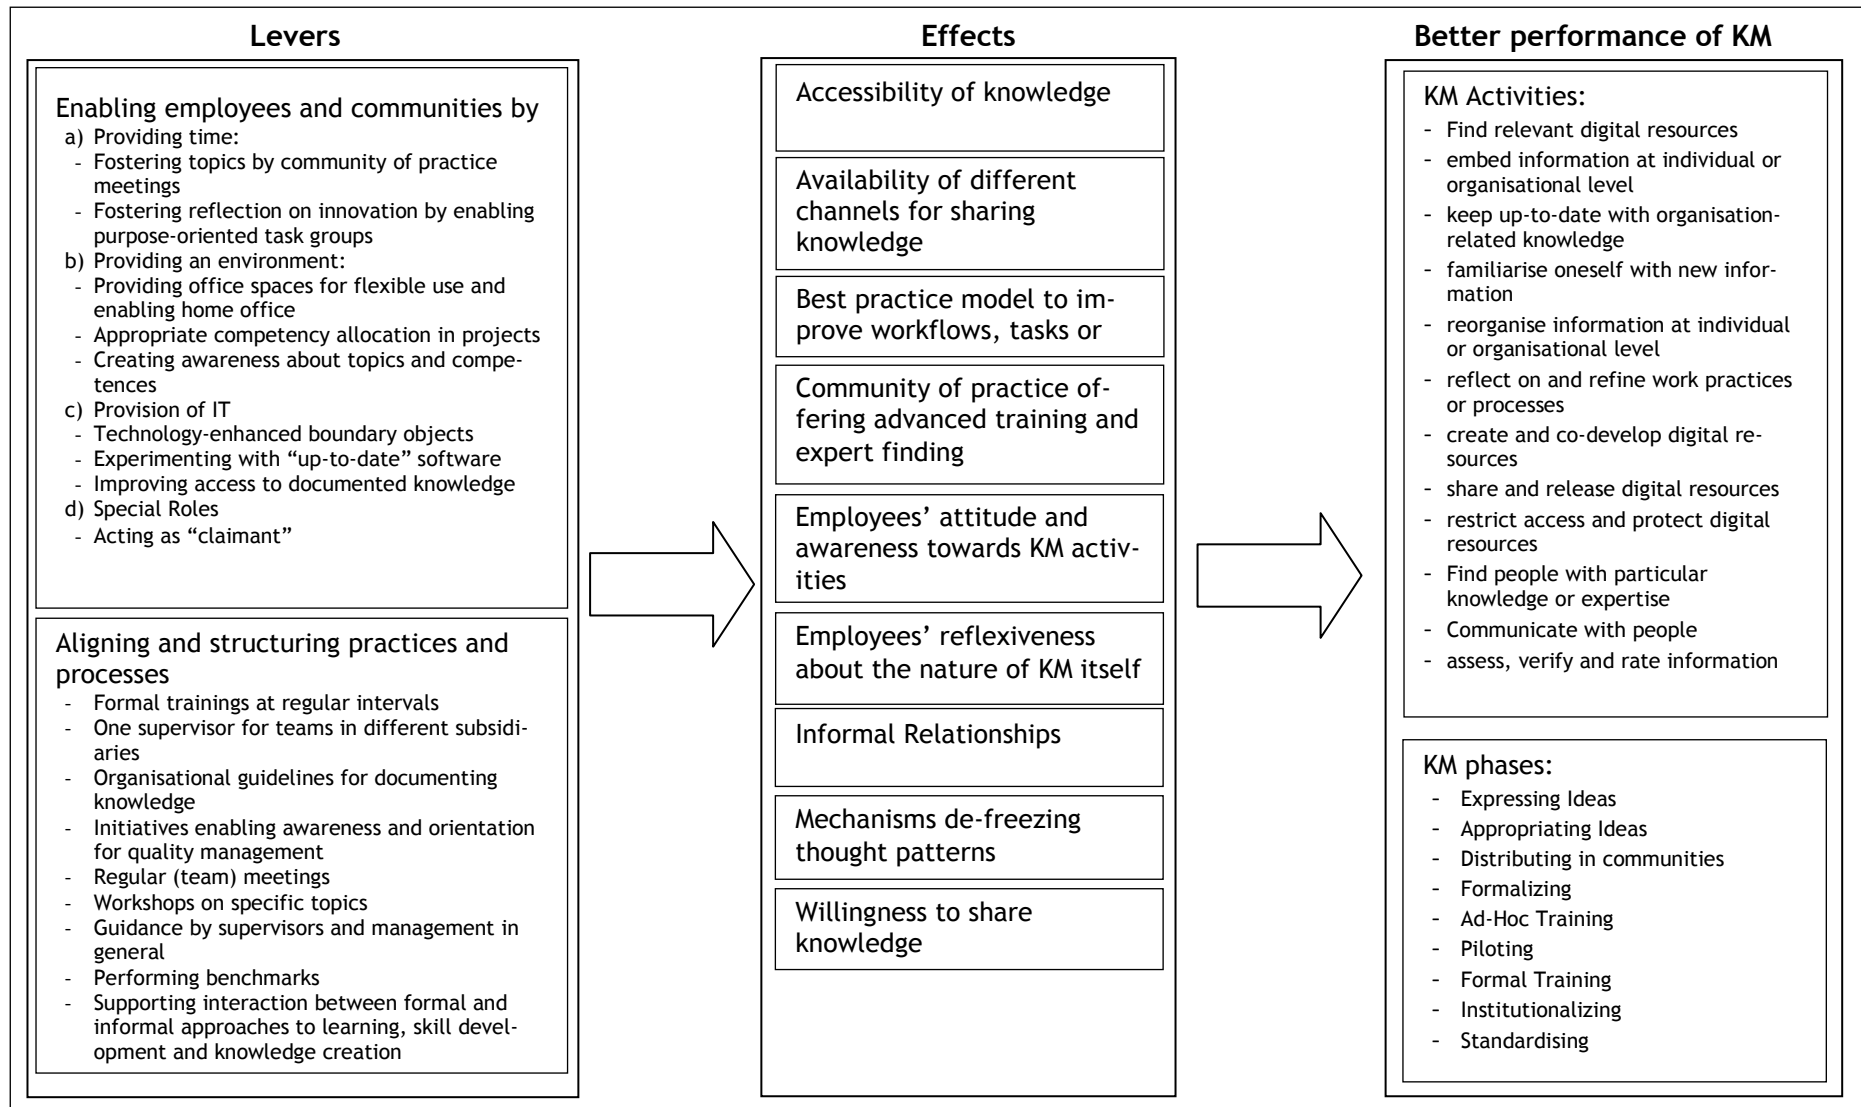 Levers
Enabling employees and communities by
a) Providing time:
- Fostering topics by community of practice
meetings
- Fostering reflection on innovation by enabling
purpose-oriented task groups
b) Providing an environment:
- Providing office spaces for flexible use and
enabling home office
- Appropriate competency allocation in projects
- Creating awareness about topics and compe-
tences
c) Provision of IT
- Technology-enhanced boundary objects
- Experimenting with “up-to-date” software
- Improving access to documented knowledge
d) Special Roles
- Acting as “claimant”
Aligning and structuring practices and
processes
- Formal trainings at regular intervals
- One supervisor for teams in different subsidi-
aries
- Organisational guidelines for documenting
knowledge
- Initiatives enabling awareness and orientation
for quality management
- Regular (team) meetings
- Workshops on specific topics
- Guidance by supervisors and management in
general
- Performing benchmarks
- Supporting interaction between formal and
informal approaches to learning, skill devel-
opment and knowledge creation
Effects
Accessibility of knowledge
Availability of different
channels for sharing
knowledge
Best practice model to im-
prove workflows, tasks or
Community of practice of-
fering advanced training and
expert finding
Employees’ attitude and
awareness towards KM activ-
ities
Employees’ reflexiveness
about the nature of KM itself
Informal Relationships
Mechanisms de-freezing
thought patterns
Willingness to share
knowledge
Better performance of KM
KM Activities:
- Find relevant digital resources
- embed information at individual or
organisational level
- keep up-to-date with organisation-
related knowledge
- familiarise oneself with new infor-
mation
- reorganise information at individual
or organisational level
- reflect on and refine work practices
or processes
- create and co-develop digital re-
sources
- share and release digital resources
- restrict access and protect digital
resources
- Find people with particular
knowledge or expertise
- Communicate with people
- assess, verify and rate information
KM phases:
- Expressing Ideas
- Appropriating Ideas
- Distributing in communities
- Formalizing
- Ad-Hoc Training
- Piloting
- Formal Training
- Institutionalizing
- Standardising